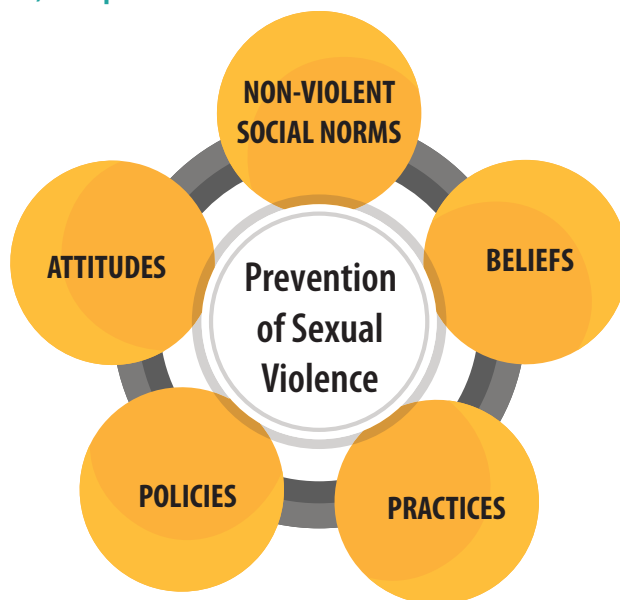 NON-VIOLENT
SOCIAL NORMS
ATTITUDES
BELIEFS
Prevention
of Sexual
Violence
POLICIES
PRACTICES